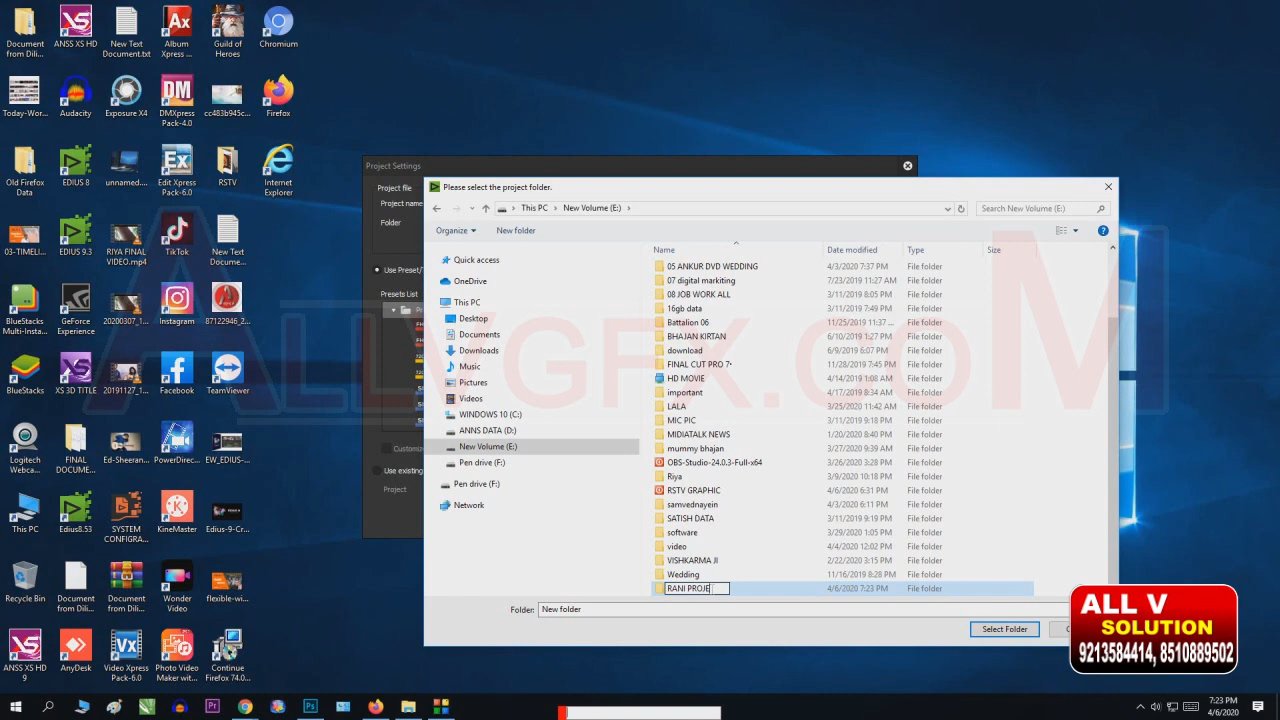 Document
from Dili...
ANSS XS HD
New Text
Document.txt
Album
Xpress ...
Guild of
Heroes
Chromium
Today-Wor...
Audacity
Exposure X4
DMXpress
Pack-4.0
cc483b945c...
Firefox
Old Firefox
Data
EDIUS 8
unnamed....
Edit Xpress
Pack-6.0
RSTV
Internet
Explorer
03-TIMELI...
EDIUS 9.3
RIYA FINAL
VIDEO.mp4
TikTok
New Text
Docume...
BlueStacks
Multi-Insta...
GeForce
Experience
20200307_1...
Instagram
87122946_2...
BlueStacks
XS 3D TITLE
20191127_1...
Facebook
TeamViewer
Logitech
Webca...
FINAL
DOCUME...
Ed-Sheeran...
PowerDirec...
EW_EDIUS-...
This PC
Edius8.53
SYSTEM
CONFIGRA...
KineMaster
Edius-9-Cr...
Recycle Bin
Document
from Dili...
Document
from Dili...
Wonder
Video
flexible-wi...
ANSS XS HD
9
AnyDesk
Video Xpress
Pack-6.0
Photo Video
Maker wit...
Continue
Firefox 74.0...
Project Settings
Project file
Project name
Folder
Use Preset/
Presets List
Customize
Use existing
Project
Please select the project folder.
This PC > New Volume (E:) >
Search New Volume (E:)
Organize
New folder
Quick access
OneDrive
This PC
Desktop
Documents
Downloads
Music
Pictures
Videos
WINDOWS 10 (C:)
ANNS DATA (D:)
New Volume (E:)
Pen drive (F:)
Pen drive (F:)
Network
Name Date modified Type Size
05 ANKUR DVD WEDDING 4/3/2020 7:37 PM File folder
07 digital markiting 7/23/2019 11:27 AM File folder
08 JOB WORK ALL 3/11/2019 8:05 PM File folder
16gb data 3/11/2019 7:49 PM File folder
Battalion 06 11/25/2019 11:37 ... File folder
BHAJAN KIRTAN 6/10/2019 1:27 PM File folder
download 6/9/2019 6:07 PM File folder
FINAL CUT PRO 7• 11/28/2019 7:45 PM File folder
HD MOVIE 4/14/2019 1:08 AM File folder
important 4/17/2019 8:34 AM File folder
LALA 3/25/2020 11:42 AM File folder
MIC PIC 3/11/2019 9:18 PM File folder
MIDIATALK NEWS 1/20/2020 8:40 PM File folder
mummy bhajan 3/27/2020 9:39 AM File folder
OBS-Studio-24.0.3-Full-x64 3/26/2020 3:28 PM File folder
Riya 3/9/2020 10:18 PM File folder
RSTV GRAPHIC 4/6/2020 6:31 PM File folder
samvednayein 4/3/2020 6:11 PM File folder
SATISH DATA 3/11/2019 9:19 PM File folder
software 3/29/2020 1:05 PM File folder
video 4/4/2020 12:02 PM File folder
VISHKARMA JI 2/22/2020 3:15 PM File folder
Wedding 11/16/2019 8:28 PM File folder
RANI PROJE 4/6/2020 7:23 PM File folder
Folder: New folder
Select Folder
ALLVGFX.COM
ALL V
SOLUTION
9213584414, 8510889502
7:23 PM
4/6/2020